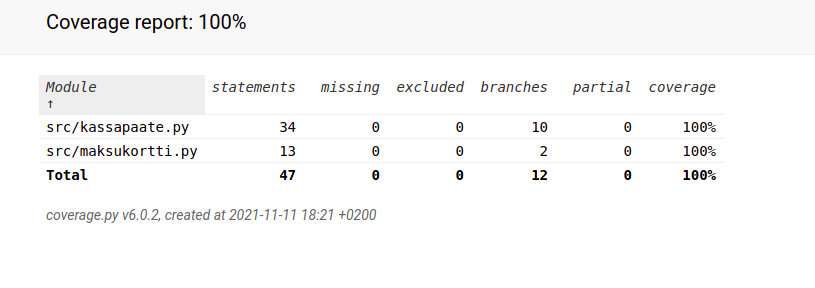 Coverage report: 100%
Module statements missing excluded branches partial coverage
↑
src/kassapaate.py 34 0 0 10 0 100%
src/maksukortti.py 13 0 0 2 0 100%
Total 47 0 0 12 0 100%
coverage.py v6.0.2, created at 2021-11-11 18:21 +0200